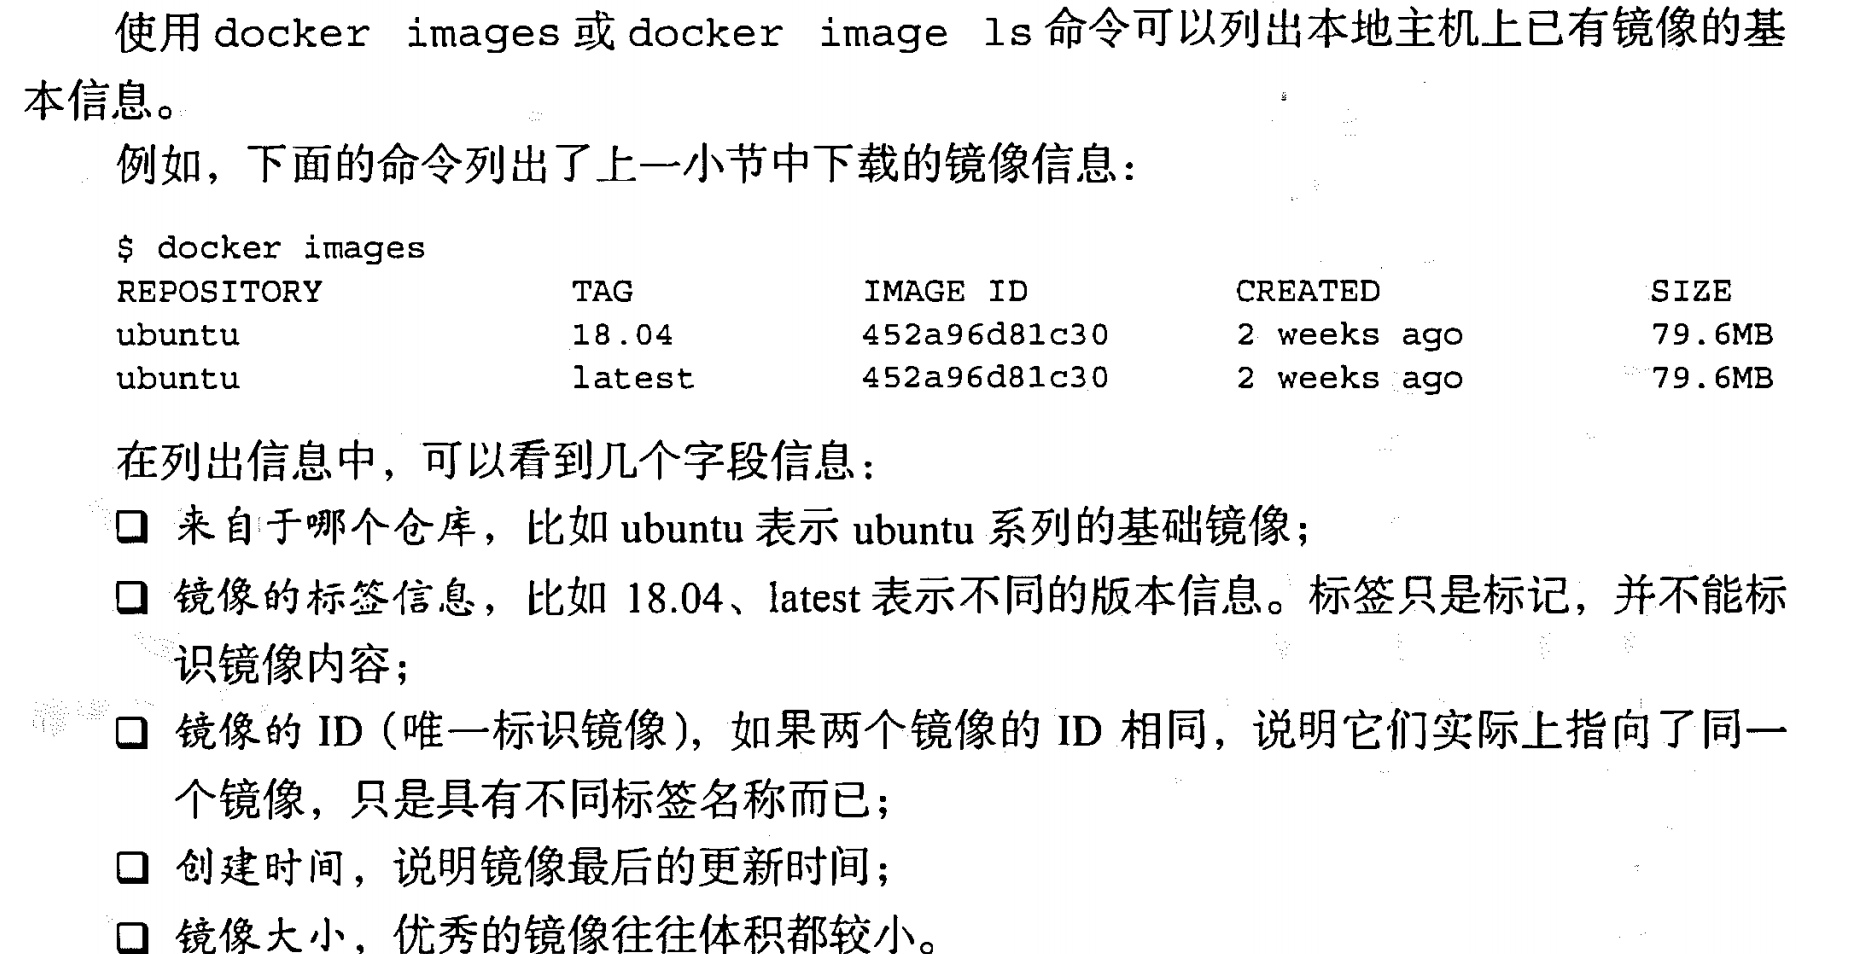 使用 docker images 或 docker image ls 命令可以列出本地主机上已有镜像的基
本信息。
例如，下面的命令列出了上一小节中下载的镜像信息：
$ docker images
REPOSITORY TAG IMAGE ID CREATED SIZE
ubuntu 18.04 452a96d81c30 2 weeks ago 79.6MB
ubuntu latest 452a96d81c30 2 weeks ago 79.6MB
在列出信息中，可以看到几个字段信息：
❑ 来自于哪个仓库，比如 ubuntu 表示 ubuntu 系列的基础镜像；
❑ 镜像的标签信息，比如 18.04、latest 表示不同的版本信息。标签只是标记，并不能标
识镜像内容；
❑ 镜像的 ID（唯一标识镜像），如果两个镜像的 ID 相同，说明它们实际上指向了同一
个镜像，只是具有不同标签名称而已；
❑ 创建时间，说明镜像最后的更新时间；
❑ 镜像大小，优秀的镜像往往体积都较小。